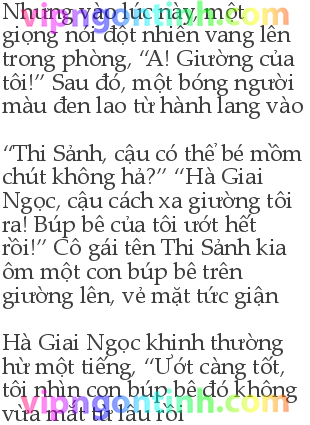 Nhưng vào lúc này một
giọng nói đột nhiên vang lên
trong phòng, “A! Giường của
tôi!” Sau đó, một bóng người
màu đen lao từ hành lang vào
“Thi Sảnh, cậu có thể bé mồm
chút không hả?” “Hà Giai
Ngọc, cậu cách xa giường tôi
ra! Búp bê của tôi ướt hết
rồi!” Cô gái tên Thi Sảnh kia
ôm một con búp bê trên
giường lên, vẻ mặt tức giận
Hà Giai Ngọc khinh thường
hừ một tiếng, “Ướt càng tốt,
tôi nhìn con búp bê đó không
vừa mắt từ lâu rồi
vipngontinh.com
vipngontinh.com